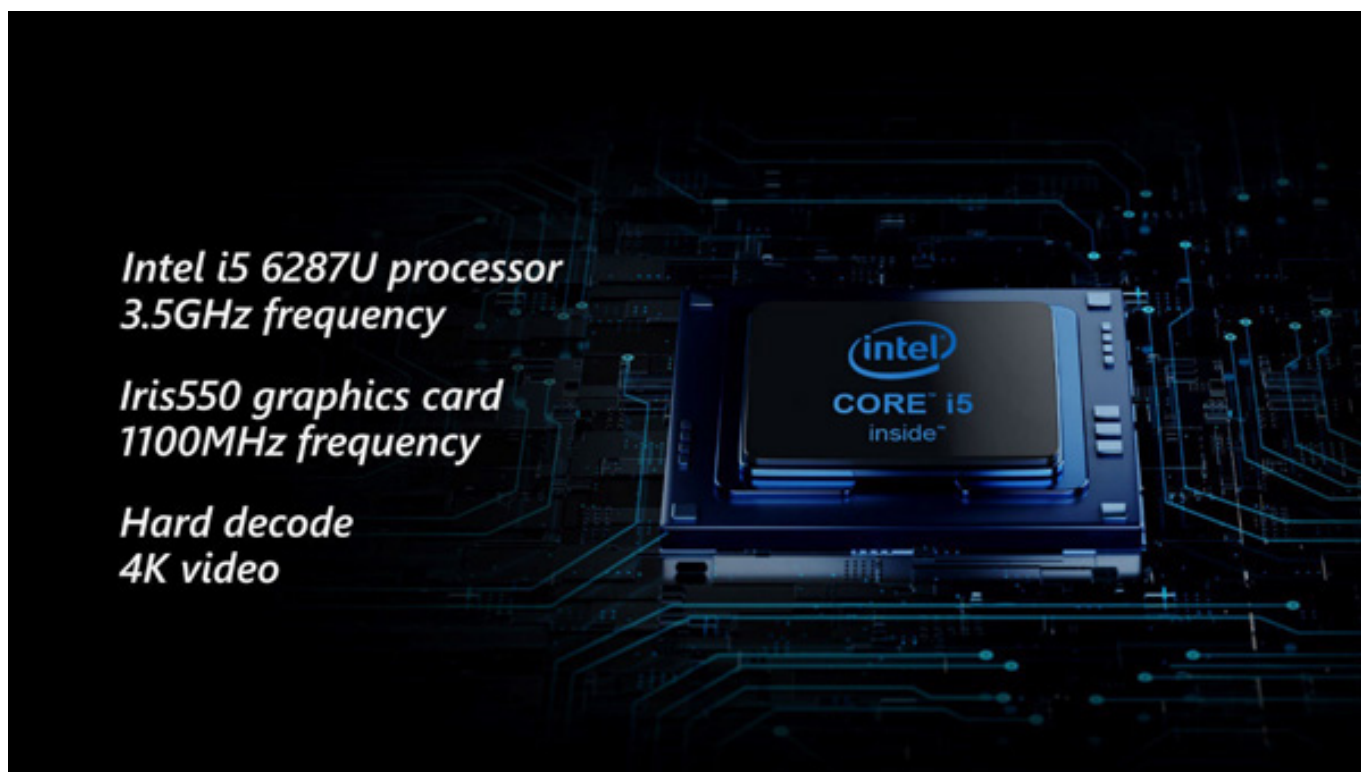 Intel i5 6287U processor
3.5GHz frequency
Iris550 graphics card
1100MHz frequency
Hard decode
4K video
intel
CORE™ i5
inside™